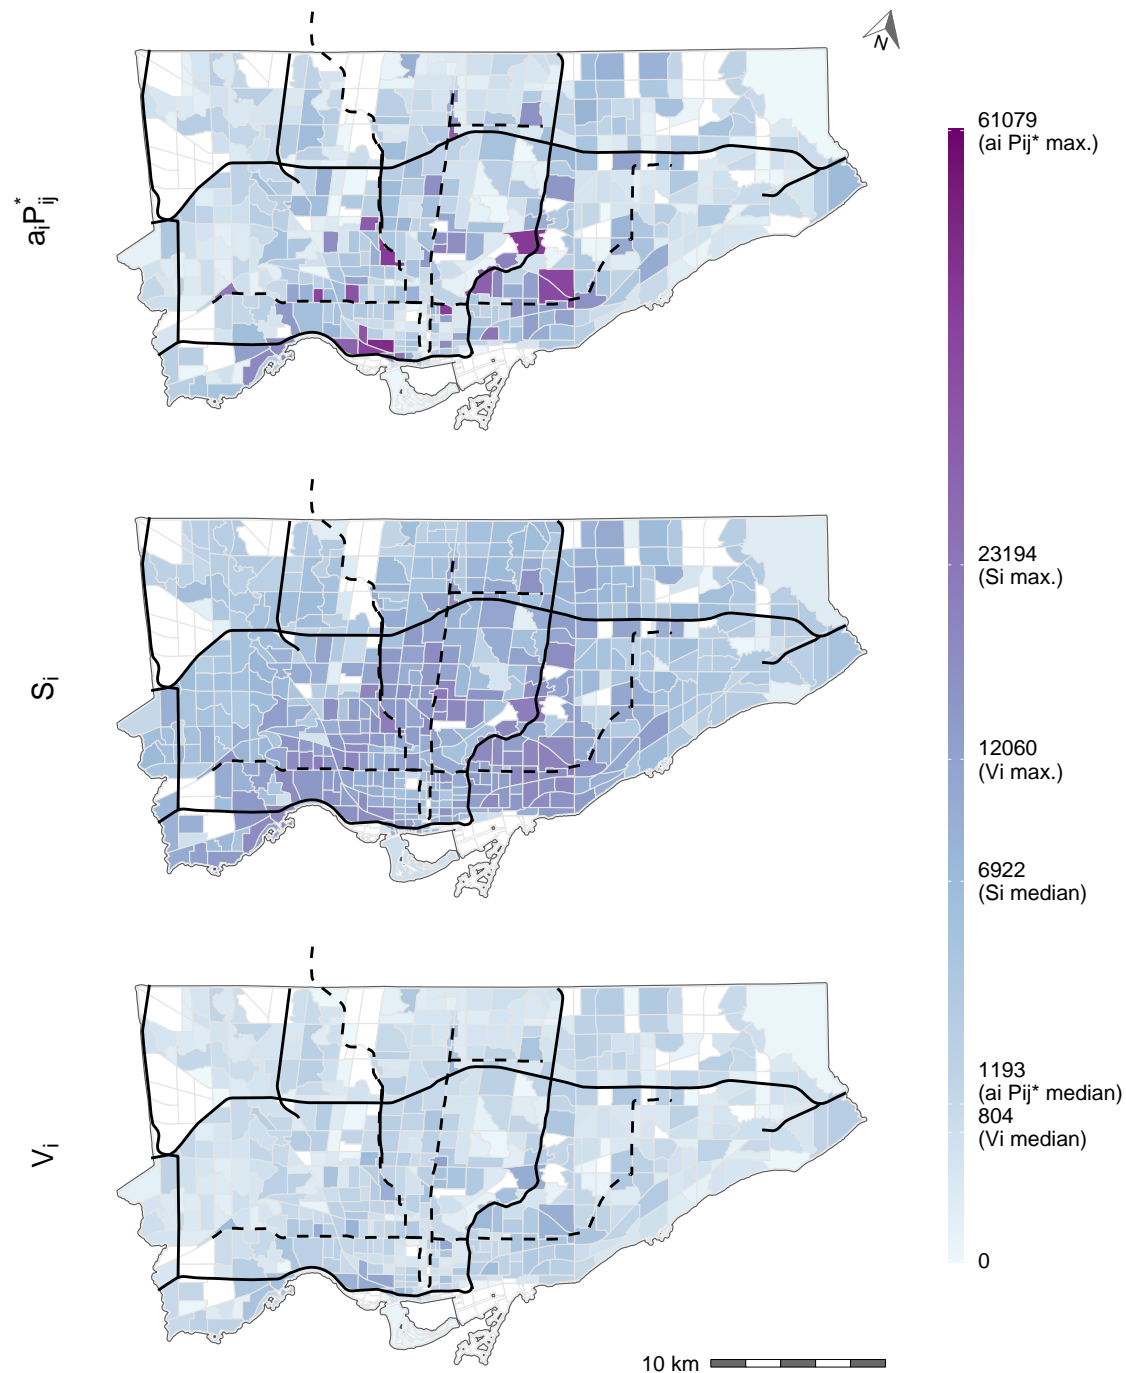 N
61079
(ai Pij* max.)
aiP*ij
23194
(Si max.)
Si
12060
(Vi max.)
6922
(Si median)
1193
(ai Pij* median)
804
(Vi median)
Vi
0
10 km